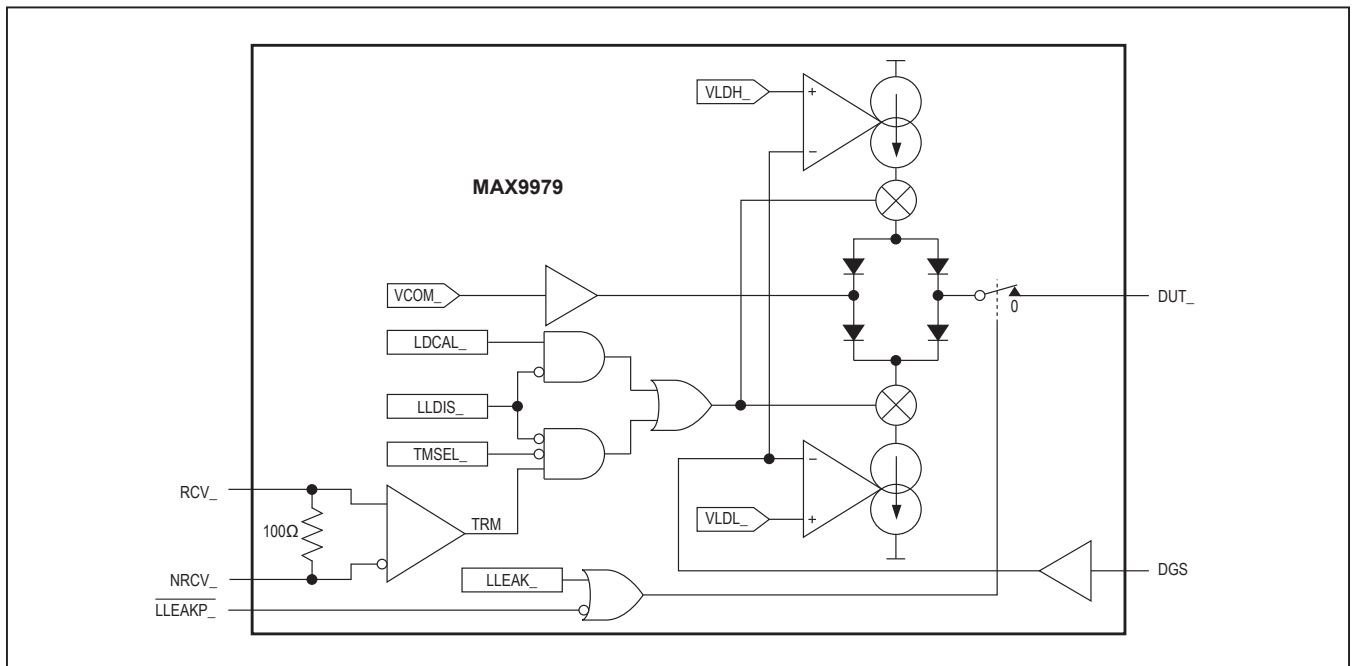 VLDH_
+
−
MAX9979
VCOM_
DUT_
0
LDCAL_
LLDIS_
TMSEL_
−
RCV_
TRM
100Ω
VLDL_
+
NRCV_
LLEAK_
DGS
LLEAKP_